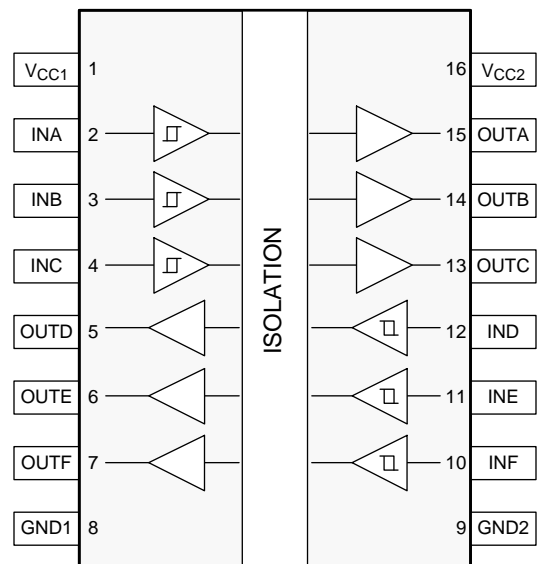 VCC1 1 16 VCC2
INA 2 15 OUTA
INB 3 14 OUTB
INC 4 13 OUTC
ISOLATION
OUTD 5 12 IND
OUTE 6 11 INE
OUTF 7 10 INF
GND1 8 9 GND2